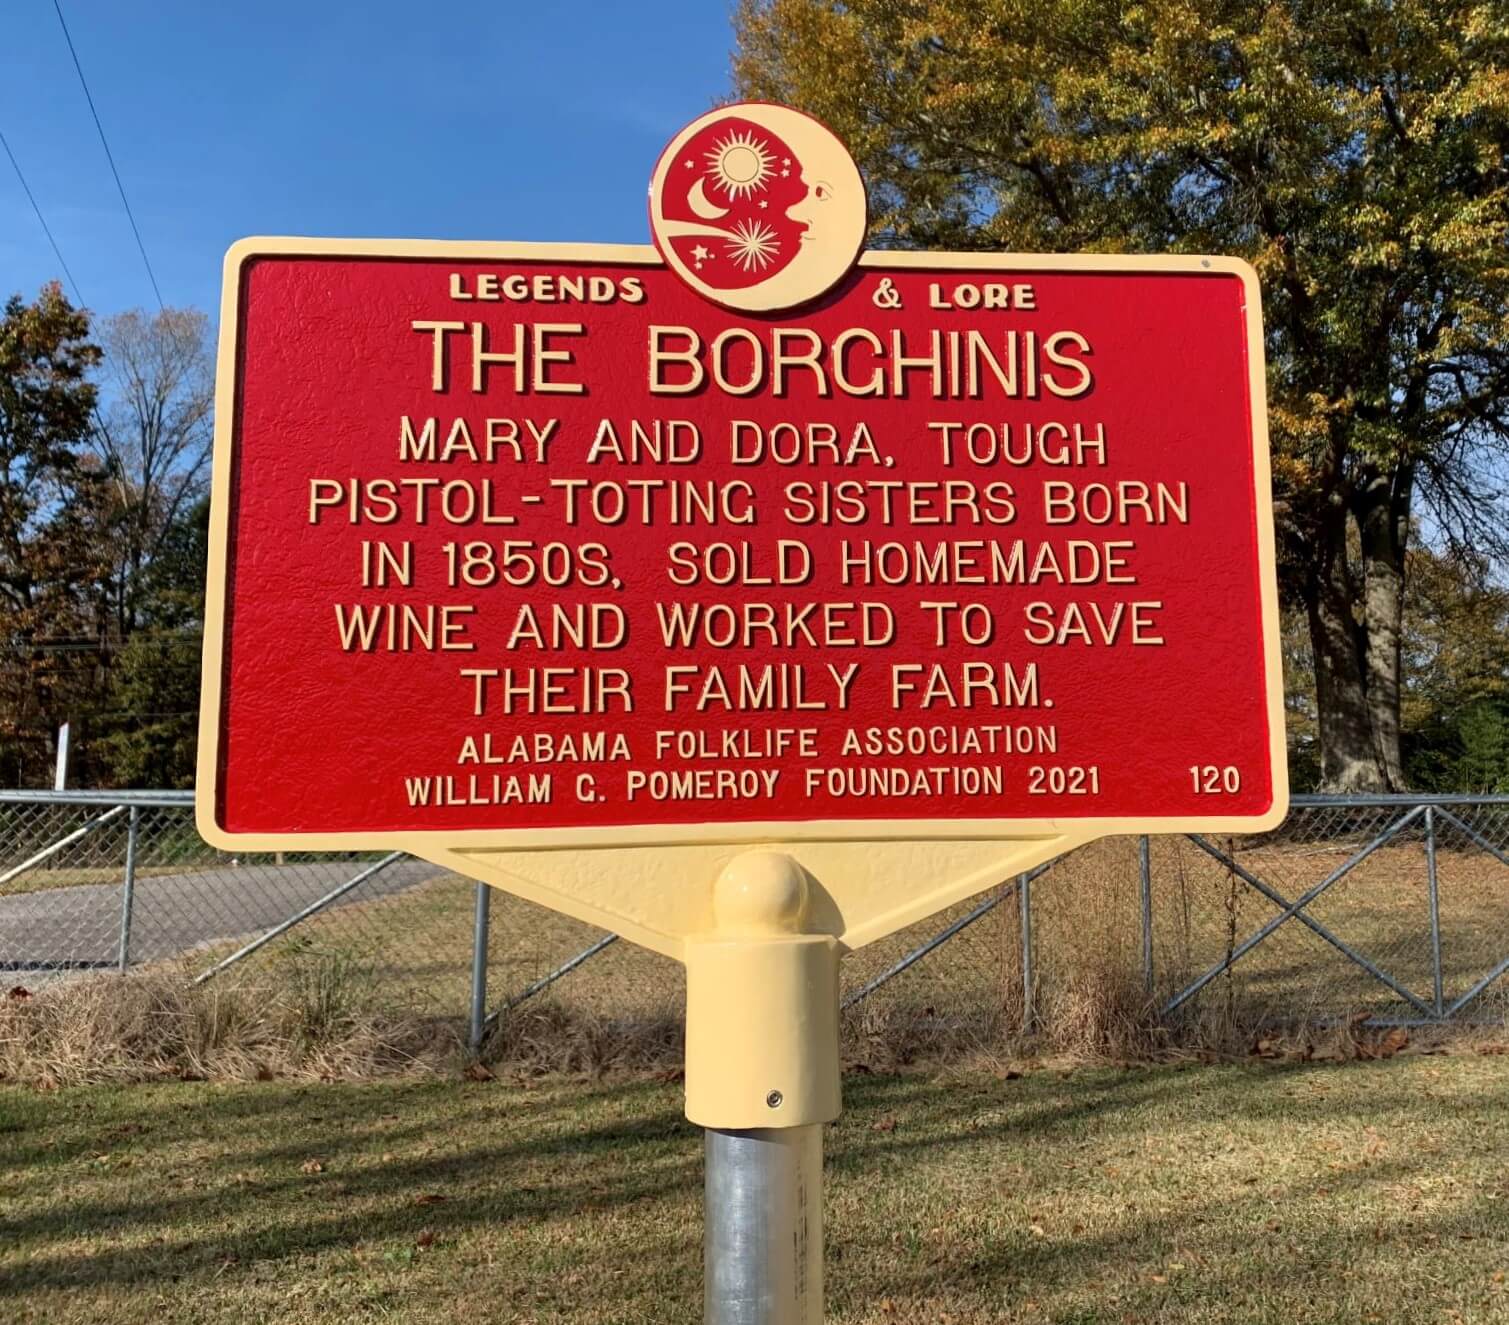 LEGENDS & LORE
THE BORGHINIS
MARY AND DORA, TOUGH
PISTOL-TOTING SISTERS BORN
IN 1850S, SOLD HOMEMADE
WINE AND WORKED TO SAVE
THEIR FAMILY FARM.
ALABAMA FOLKLIFE ASSOCIATION
WILLIAM G. POMEROY FOUNDATION 2021 120